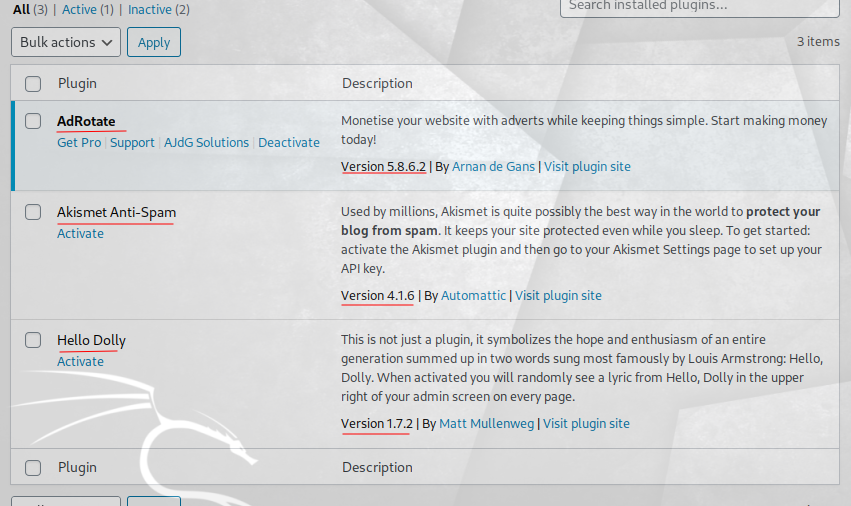 All (3) | Active (1) | Inactive (2)
Search installed plugins...
Bulk actions
Apply
3 items
Plugin
Description
AdRotate
Get Pro | Support | AJdG Solutions | Deactivate
Monetise your website with adverts while keeping things simple. Start making money
today!
Version 5.8.6.2 | By Arnan de Gans | Visit plugin site
Akismet Anti-Spam
Activate
Used by millions, Akismet is quite possibly the best way in the world to protect your
blog from spam. It keeps your site protected even while you sleep. To get started:
activate the Akismet plugin and then go to your Akismet Settings page to set up your
API key.
Version 4.1.6 | By Automattic | Visit plugin site
Hello Dolly
Activate
This is not just a plugin, it symbolizes the hope and enthusiasm of an entire
generation summed up in two words sung most famously by Louis Armstrong: Hello,
Dolly. When activated you will randomly see a lyric from Hello, Dolly in the upper
right of your admin screen on every page.
Version 1.7.2 | By Matt Mullenweg | Visit plugin site
Plugin
Description